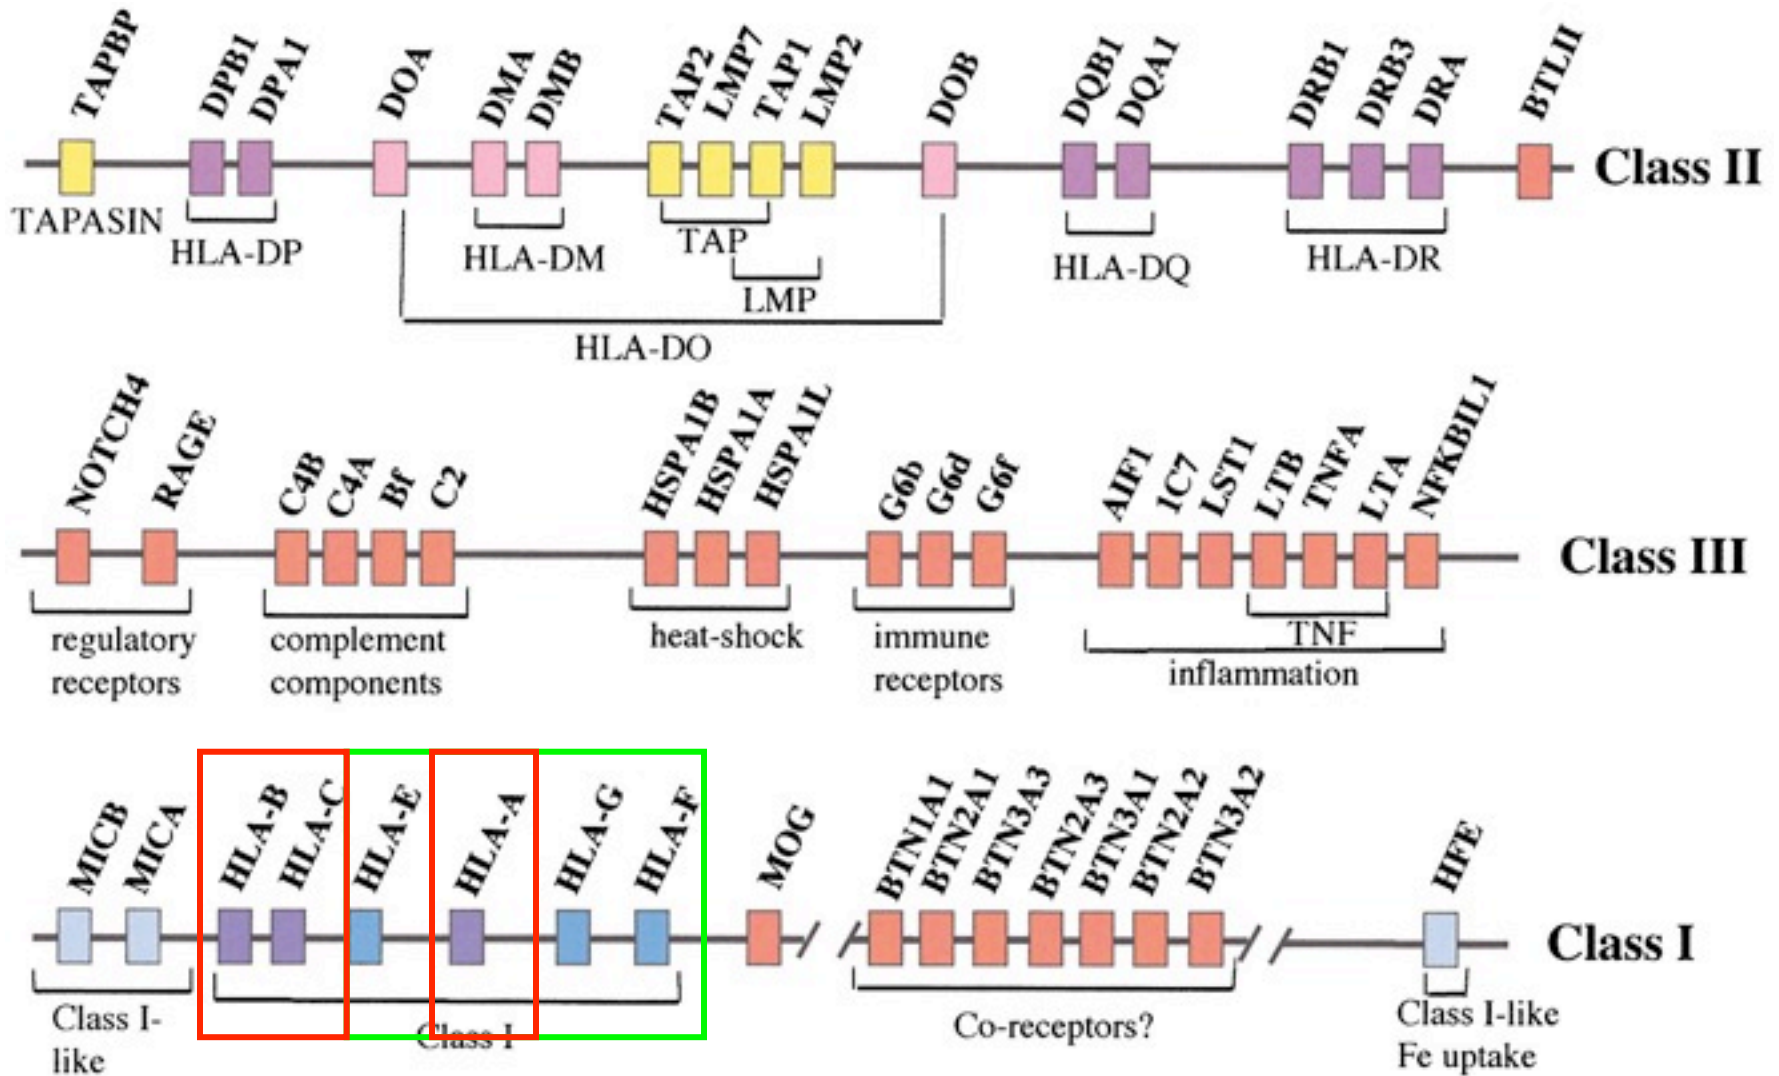 TAPBP DPB1 DPA1 DOA DMA DMB TAP2 LMP7 TAP1 LMP2 DOB DQB1 DQA1 DRB1 DRB3 DRA BTLII
Class II
TAPASIN HLA-DP HLA-DM TAP HLA-DQ HLA-DR
LMP
HLA-DO
NOTCH4 RAGE C4B C4A Bf C2 HSPA1B HSPA1A HSPA1L G6b G6d G6f AIF1 1C7 LST1 LTB TNFA LTA NFKBIL1
Class III
regulatory complement heat-shock immune TNF
receptors components receptors inflammation
MICB MICA HLA-B HLA-C HLA-E HLA-A HLA-G HLA-F MOG BTN1A1 BTN2A1 BTN3A3 BTN2A3 BTN3A1 BTN2A2 BTN3A2 HFE
Class I
Class I- Class I Co-receptors? Class I-like
like Fe uptake